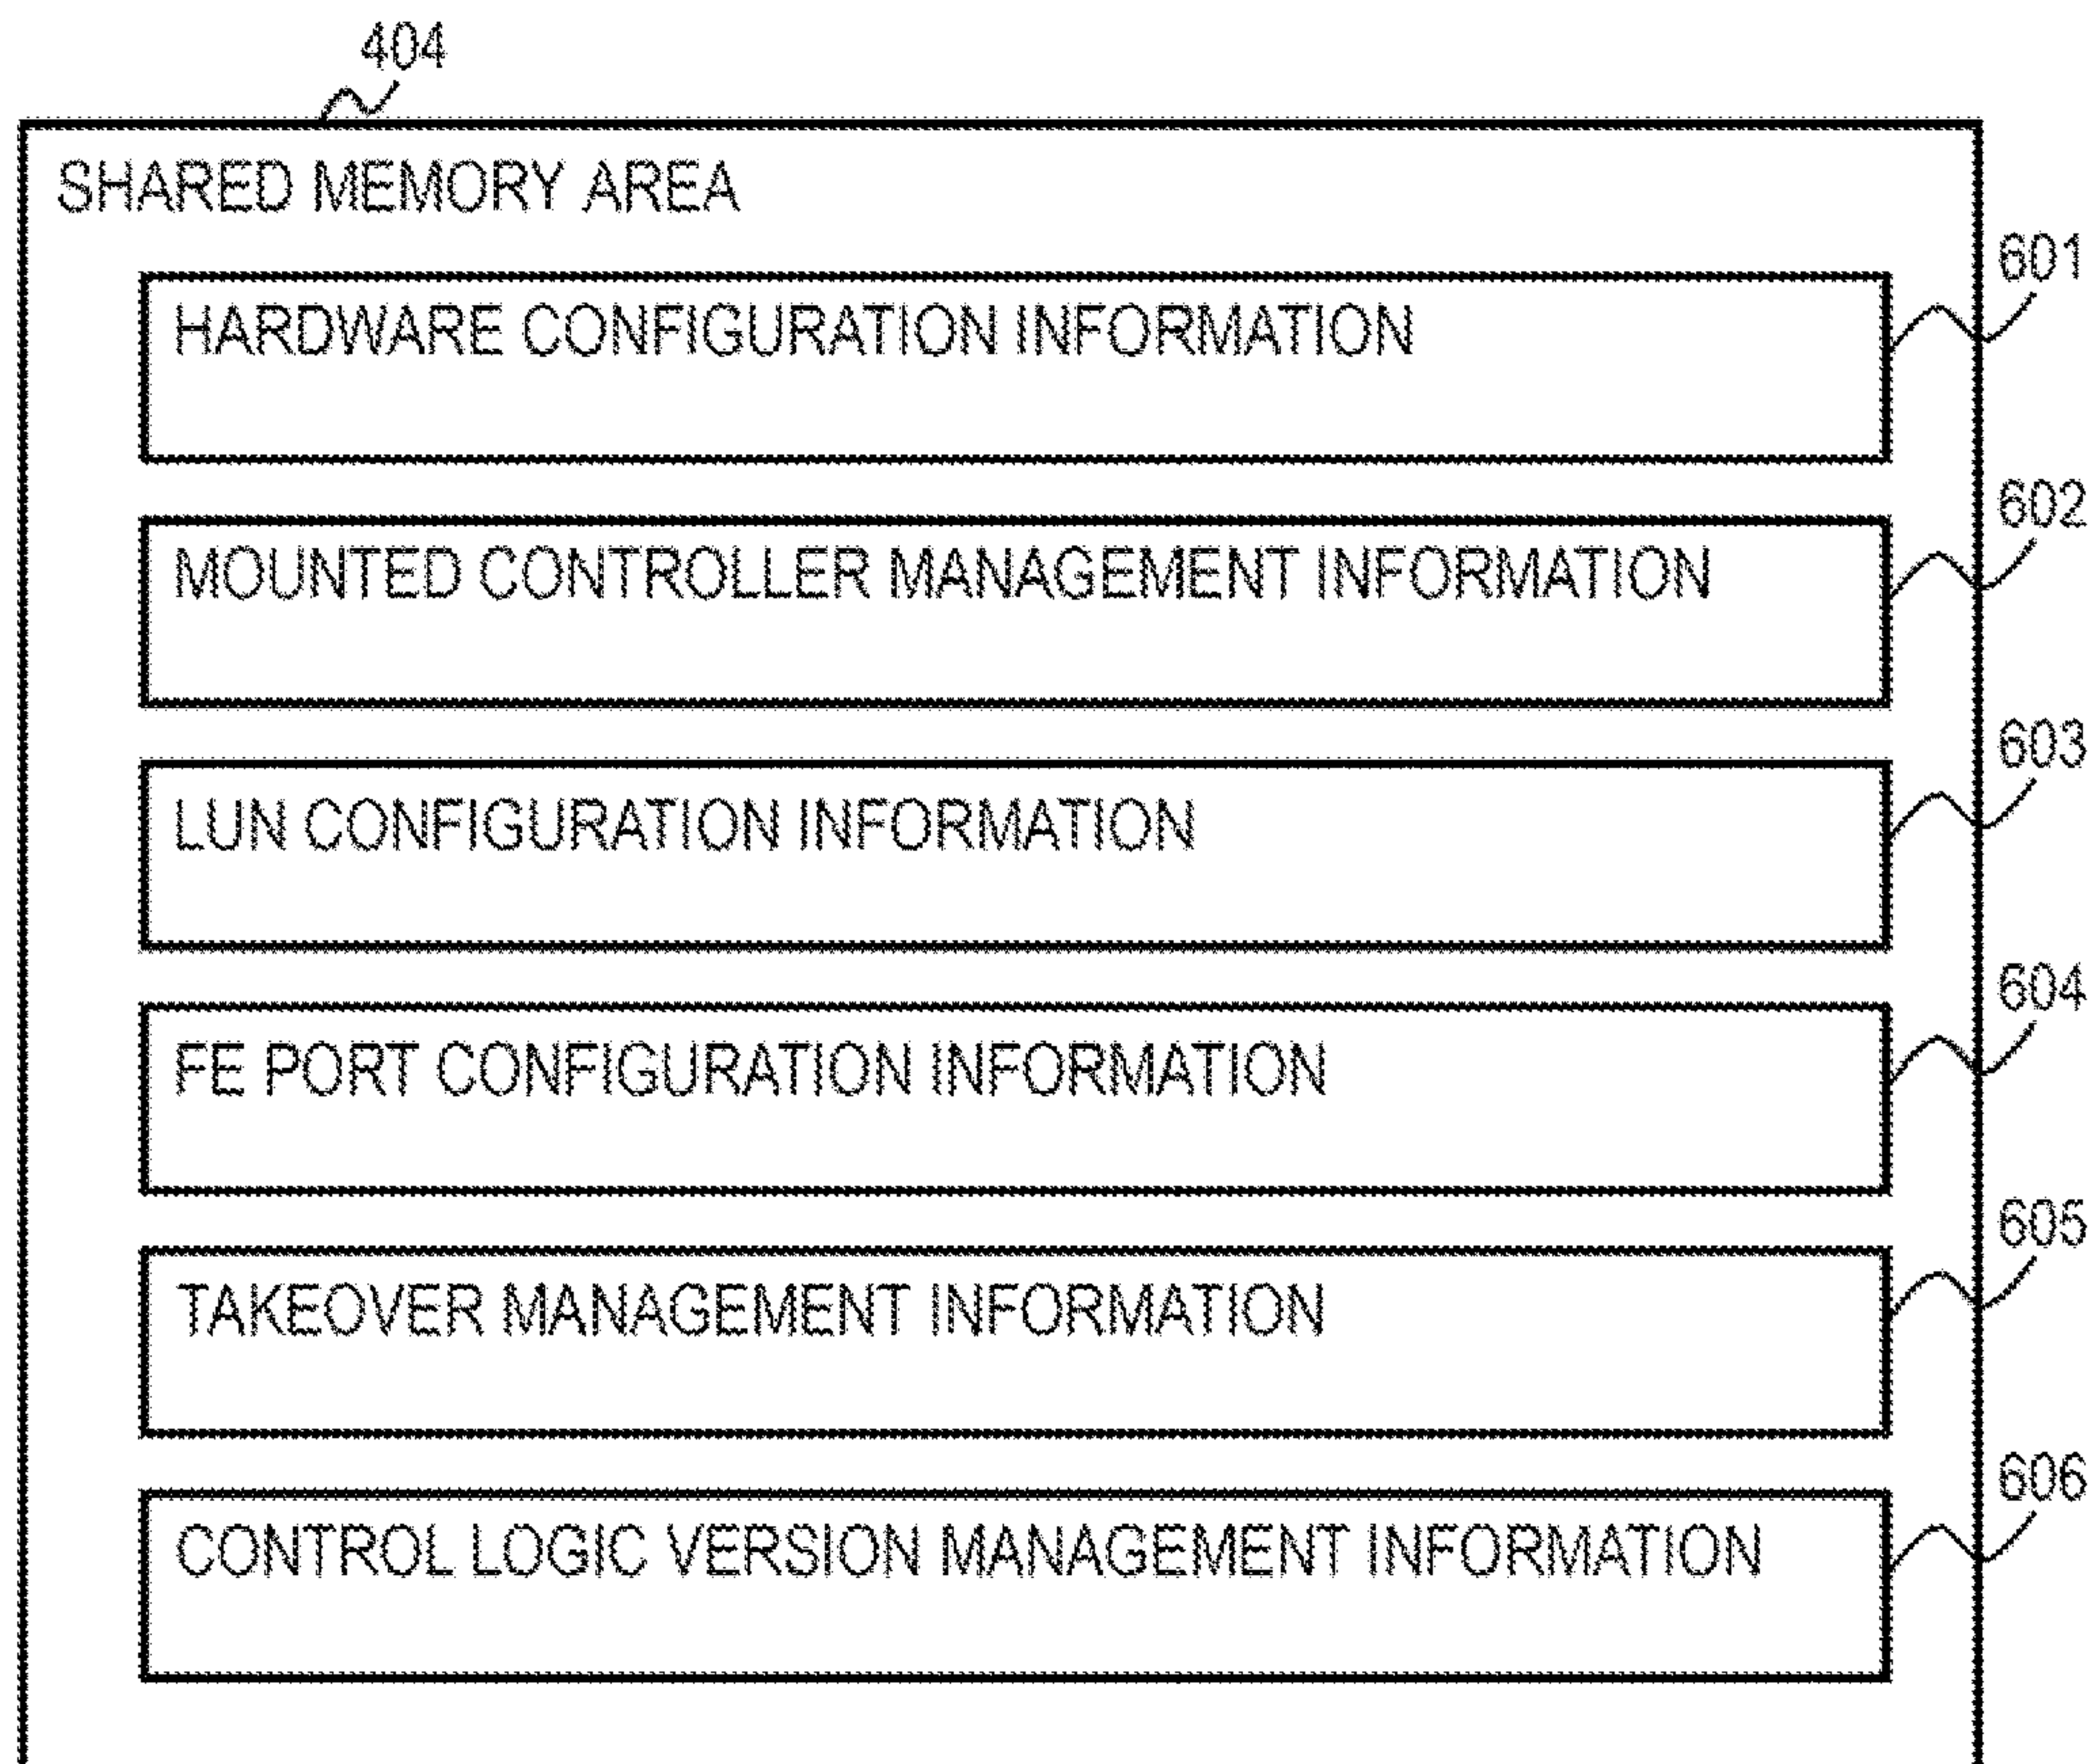 404
SHARED MEMORY AREA
601
HARDWARE CONFIGURATION INFORMATION
602
MOUNTED CONTROLLER MANAGEMENT INFORMATION
603
LUN CONFIGURATION INFORMATION
604
FE PORT CONFIGURATION INFORMATION
605
TAKEOVER MANAGEMENT INFORMATION
606
CONTROL LOGIC VERSION MANAGEMENT INFORMATION